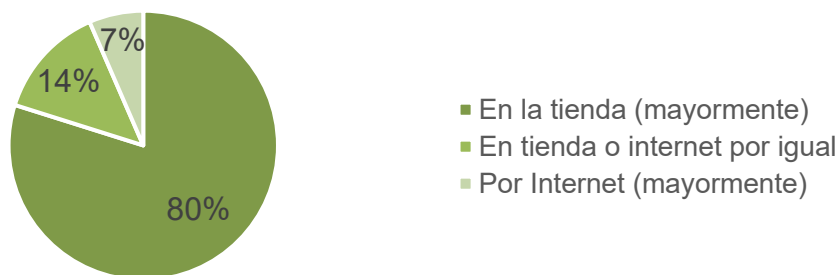 7%
14%
80%
En la tienda (mayormente)
En tienda o internet por igual
Por Internet (mayormente)